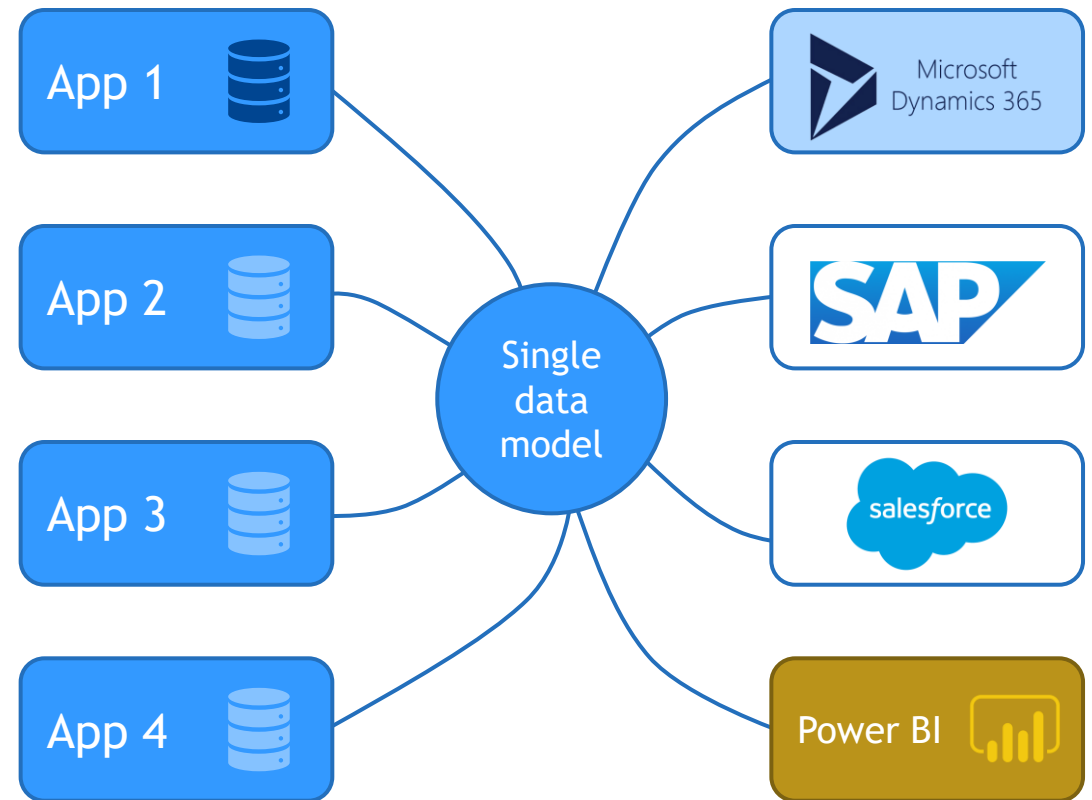 App 1
Microsoft
Dynamics 365
App 2
SAP
Single
data
model
App 3
salesforce
App 4
Power BI